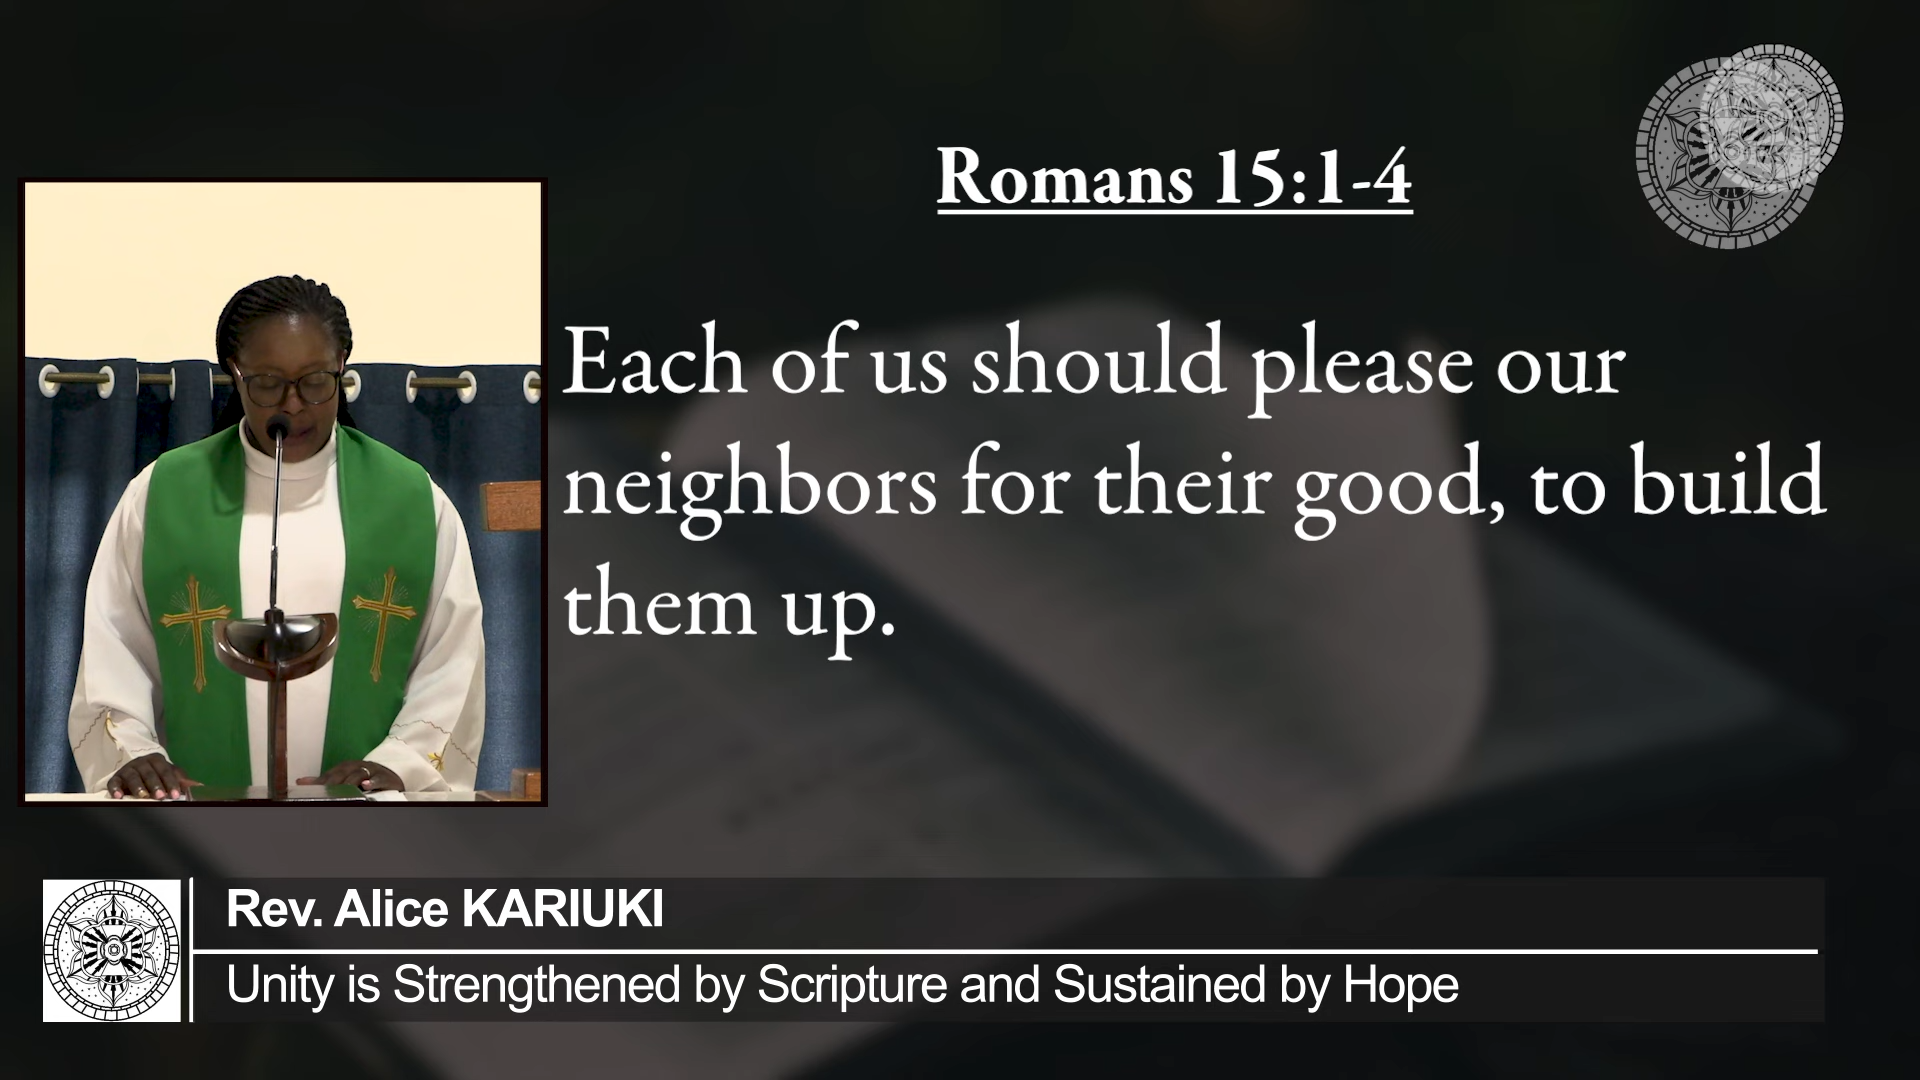 Romans 15:1-4
Each of us should please our
neighbors for their good, to build
them up.
Rev. Alice KARIUKI
Unity is Strengthened by Scripture and Sustained by Hope